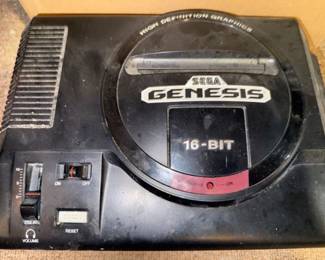 HIGH DEFINITION GRAPHICS
SEGA
GENESIS
16-BIT
ON OFF
RESET
VOLUME